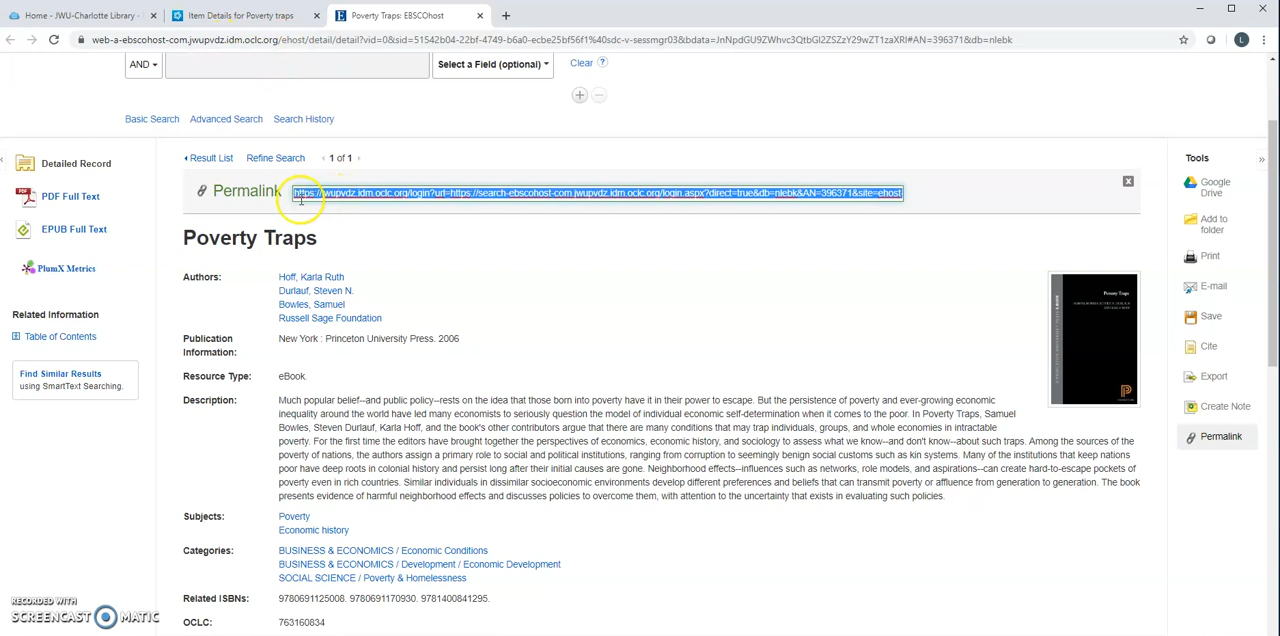 Home - JWU-Charlotte Library -
Item Details for Poverty traps
Poverty Traps: EBSCOhost
web-a-ebscohost-com.jwupvdz.idm.oclc.org/ehost/detail/detail?vid=0&sid=51542b04-22bf-4749-b6a0-ecbe25bf56f1%40sdc-v-sessmgr03&bdata=JnNpdGU9ZWhvc3QtbGl2ZSZzY29wZT1zaXRl#AN=396371&db=nlebk
L
AND
Select a Field (optional)
Clear
?
Basic Search
Advanced Search
Search History
Detailed Record
PDF Full Text
EPUB Full Text
PlumX Metrics
Related Information
Table of Contents
Find Similar Results
using SmartText Searching.
Result List
Refine Search
1 of 1
Permalink
https://jwupvdz.idm.oclc.org/login?url=https://search-ebscohost-com.jwupvdz.idm.oclc.org/login.aspx?direct=true&db=nlebk&AN=396371&site=ehost
Poverty Traps
Authors:
Hoff, Karla Ruth
Durlauf, Steven N.
Bowles, Samuel
Russell Sage Foundation
Publication Information:
New York : Princeton University Press. 2006
Resource Type:
eBook.
Description:
Much popular belief--and public policy--rests on the idea that those born into poverty have it in their power to escape. But the persistence of poverty and ever-growing economic
inequality around the world have led many economists to seriously question the model of individual economic self-determination when it comes to the poor. In Poverty Traps, Samuel
Bowles, Steven Durlauf, Karla Hoff, and the book's other contributors argue that there are many conditions that may trap individuals, groups, and whole economies in intractable
poverty. For the first time the editors have brought together the perspectives of economics, economic history, and sociology to assess what we know--and don't know--about such traps. Among the sources of the
poverty of nations, the authors assign a primary role to social and political institutions, ranging from corruption to seemingly benign social customs such as kin systems. Many of the institutions that keep nations
poor have deep roots in colonial history and persist long after their initial causes are gone. Neighborhood effects--influences such as networks, role models, and aspirations--can create hard-to-escape pockets of
poverty even in rich countries. Similar individuals in dissimilar socioeconomic environments develop different preferences and beliefs that can transmit poverty or affluence from generation to generation. The book
presents evidence of harmful neighborhood effects and discusses policies to overcome them, with attention to the uncertainty that exists in evaluating such policies.
Subjects:
Poverty
Economic history
Categories:
BUSINESS & ECONOMICS / Economic Conditions
BUSINESS & ECONOMICS / Development / Economic Development
SOCIAL SCIENCE / Poverty & Homelessness
Related ISBNs:
9780691125008. 9780691170930. 9781400841295.
OCLC:
763160834
Poverty Traps
Tools
Google Drive
Add to folder
Print
E-mail
Save
Cite
Export
Create Note
Permalink
RECORDED WITH
SCREENCAST MATIC